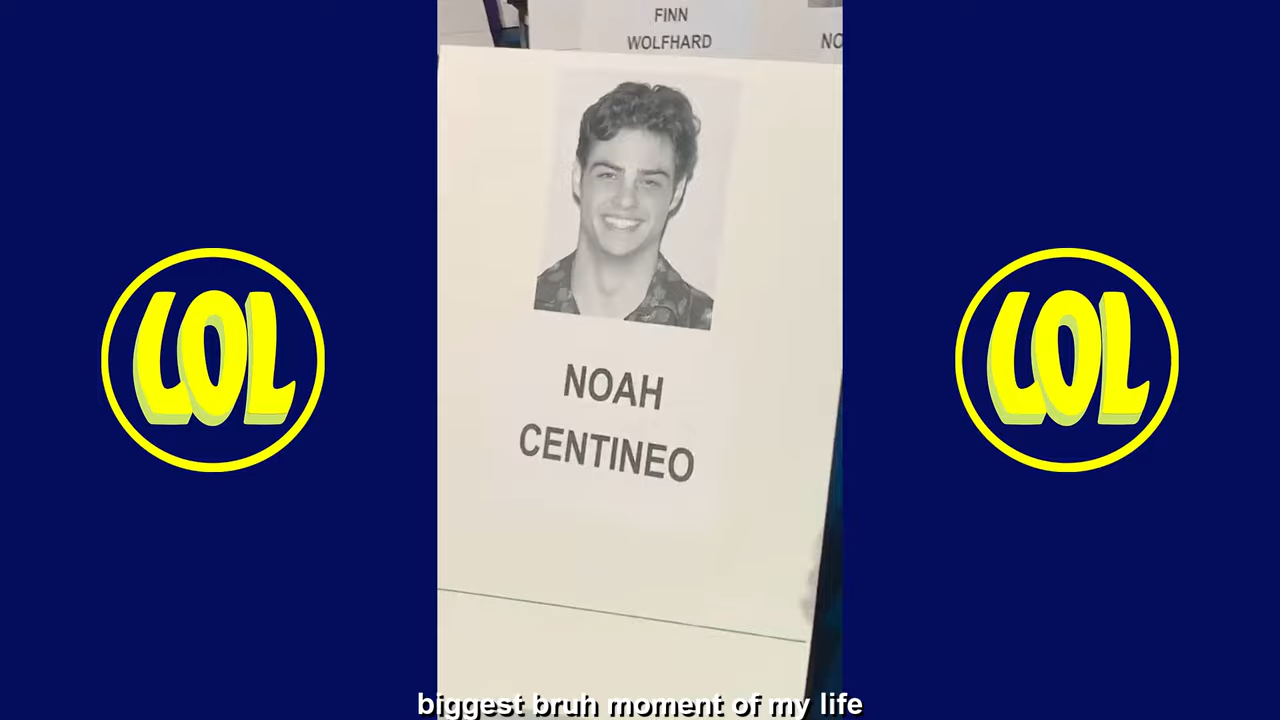 FINN
WOLFHARD
NO
NOAH
CENTINEO
LOL
LOL
biggest bruh moment of my life